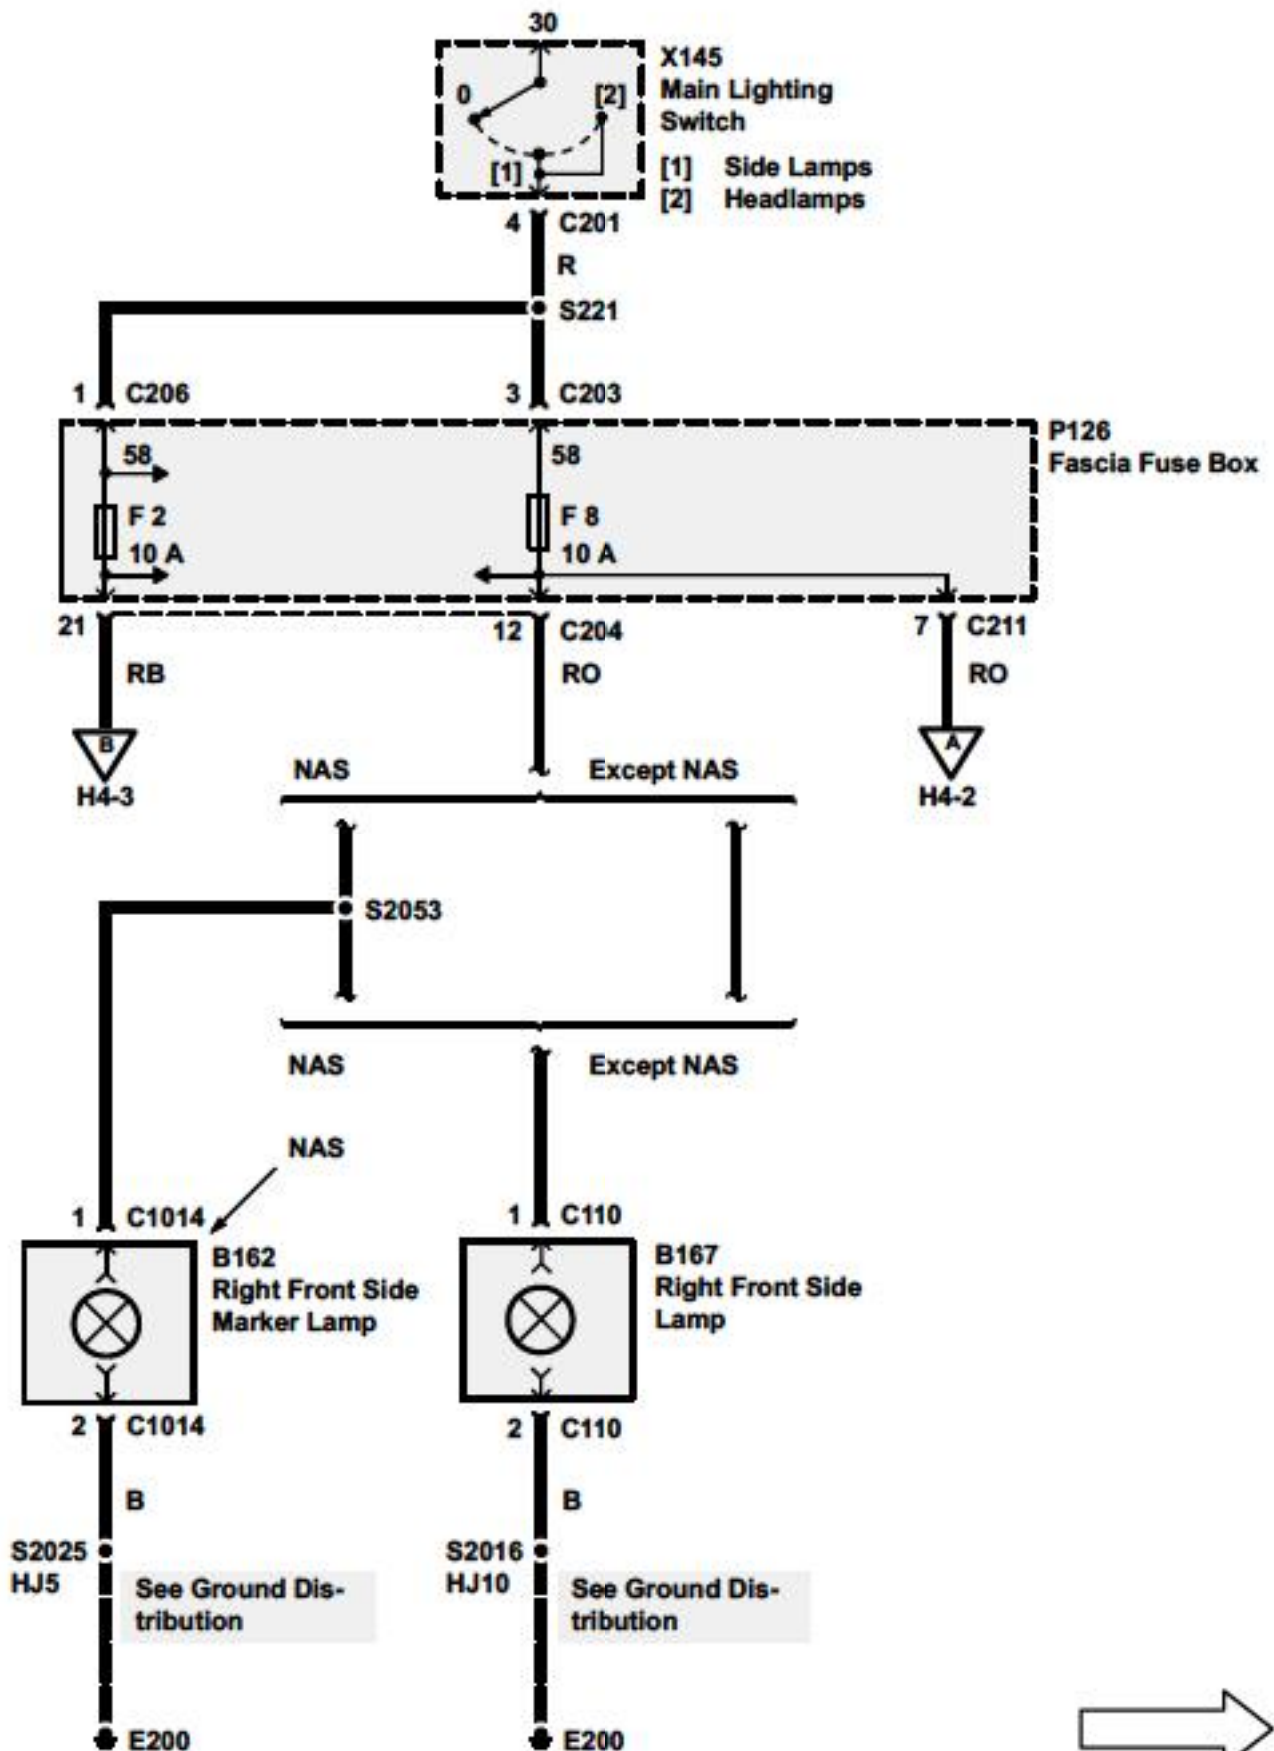 30
X145
Main Lighting
Switch
0
[2]
[1]
[1] Side Lamps
[2] Headlamps
4 C201
R
S221
1 C206
3 C203
P126
Fascia Fuse Box
58
58
F 2
10 A
F 8
10 A
21
12 C204
7 C211
RB
RO
RO
B
A
H4-3
H4-2
NAS
Except NAS
S2053
NAS
Except NAS
NAS
1 C1014
1 C110
B162
Right Front Side
Marker Lamp
B167
Right Front Side
Lamp
2 C1014
2 C110
B
B
S2025
HJ5
See Ground Dis-
tribution
S2016
HJ10
See Ground Dis-
tribution
E200
E200